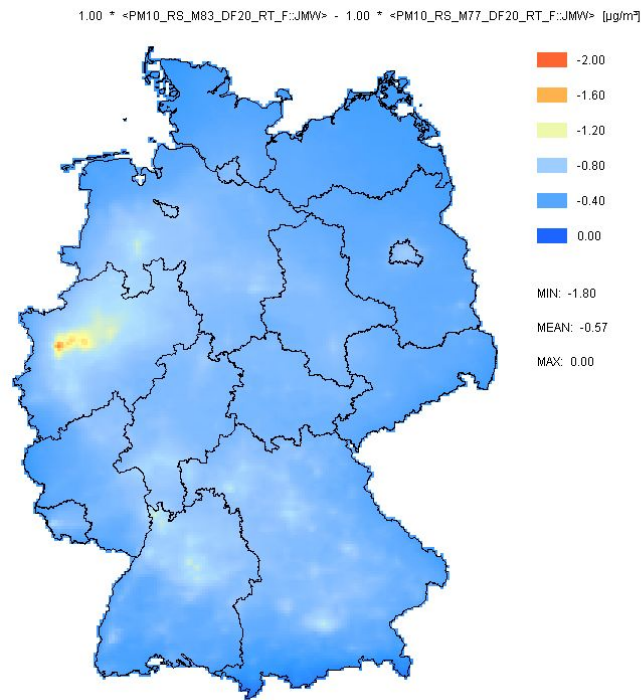 1.00 * <PM10_RS_M83_DF20_RT_F::JMW> - 1.00 * <PM10_RS_M77_DF20_RT_F::JMW> [µg/m³]
-2.00
-1.60
-1.20
-0.80
-0.40
0.00
MIN: -1.80
MEAN: -0.57
MAX: 0.00